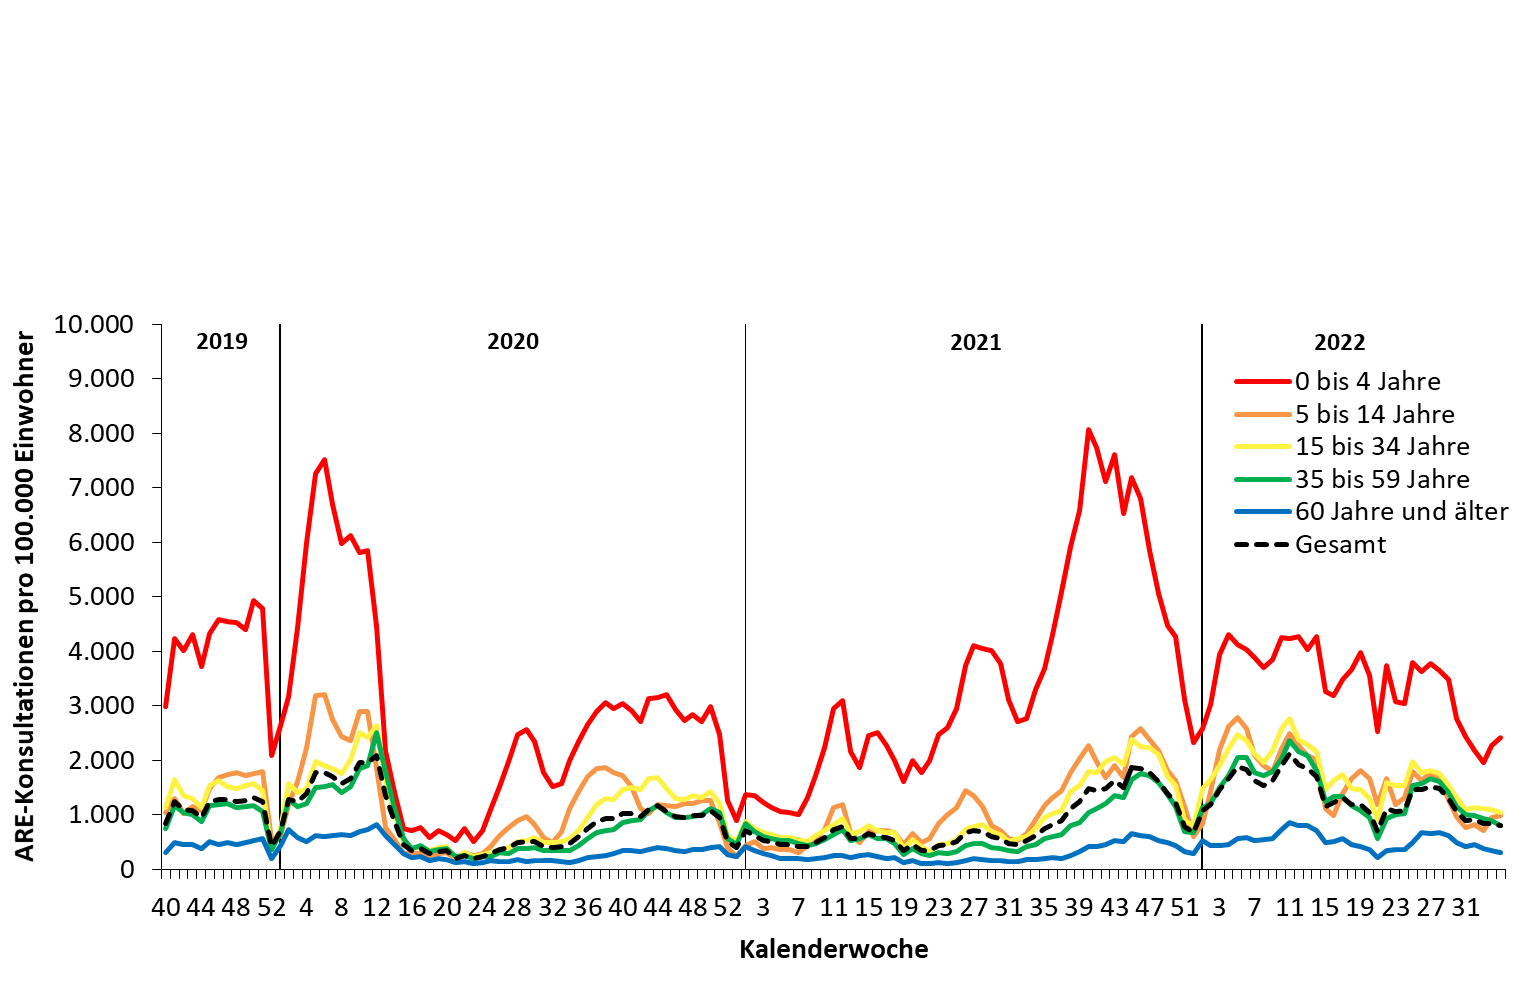 10.000
9.000
8.000
7.000
6.000
5.000
4.000
3.000
2.000
1.000
0
ARE-Konsultationen pro 100.000 Einwohner
2019 2020 2021 2022
0 bis 4 Jahre
5 bis 14 Jahre
15 bis 34 Jahre
35 bis 59 Jahre
60 Jahre und älter
Gesamt
40 44 48 52 4 8 12 16 20 24 28 32 36 40 44 48 52 3 7 11 15 19 23 27 31 35 39 43 47 51 3 7 11 15 19 23 27 31
Kalenderwoche